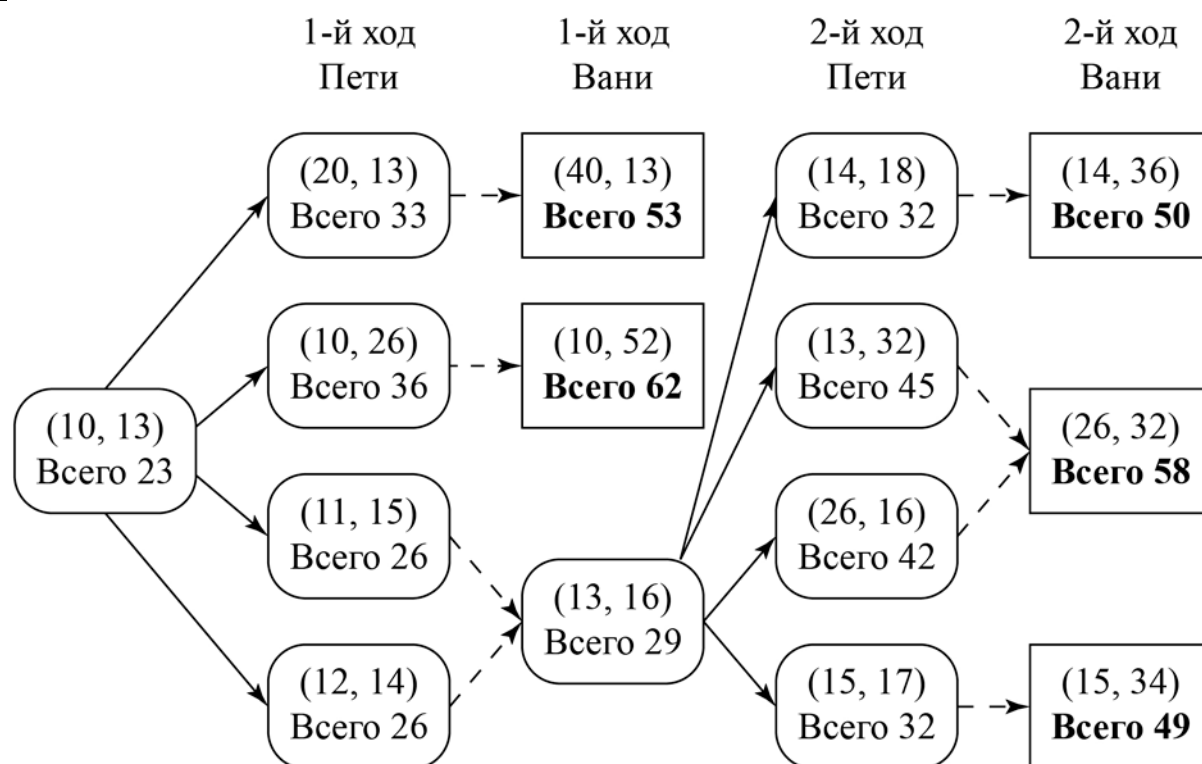 1-й ход
Пети
1-й ход
Вани
2-й ход
Пети
2-й ход
Вани
(10, 13)
Всего 23
(20, 13)
Всего 33
(10, 26)
Всего 36
(11, 15)
Всего 26
(12, 14)
Всего 26
(40, 13)
Всего 53
(10, 52)
Всего 62
(13, 16)
Всего 29
(14, 18)
Всего 32
(13, 32)
Всего 45
(26, 16)
Всего 42
(15, 17)
Всего 32
(14, 36)
Всего 50
(26, 32)
Всего 58
(15, 34)
Всего 49